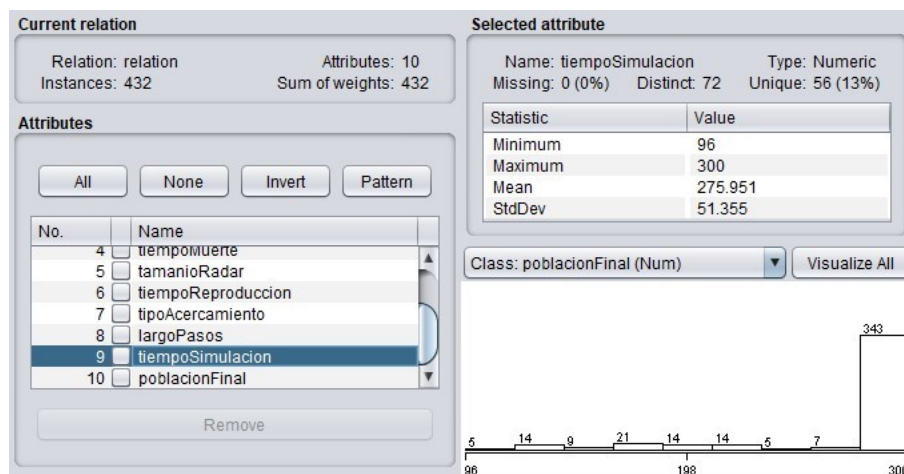 Current relation
Relation: relation
Attributes: 10
Instances: 432
Sum of weights: 432
Attributes
All
None
Invert
Pattern
No.
Name
4 tiempoMuerte
5 tamanioRadar
6 tiempoReproduccion
7 tipoAcercamiento
8 largoPasos
9 tiempoSimulacion
10 poblacionFinal
Remove
Selected attribute
Name: tiempoSimulacion
Type: Numeric
Missing: 0 (0%)
Distinct: 72
Unique: 56 (13%)
Statistic Value
Minimum 96
Maximum 300
Mean 275.951
StdDev 51.355
Class: poblacionFinal (Num)
Visualize All
343
5 14 9 21 14 14 5 7
96 198